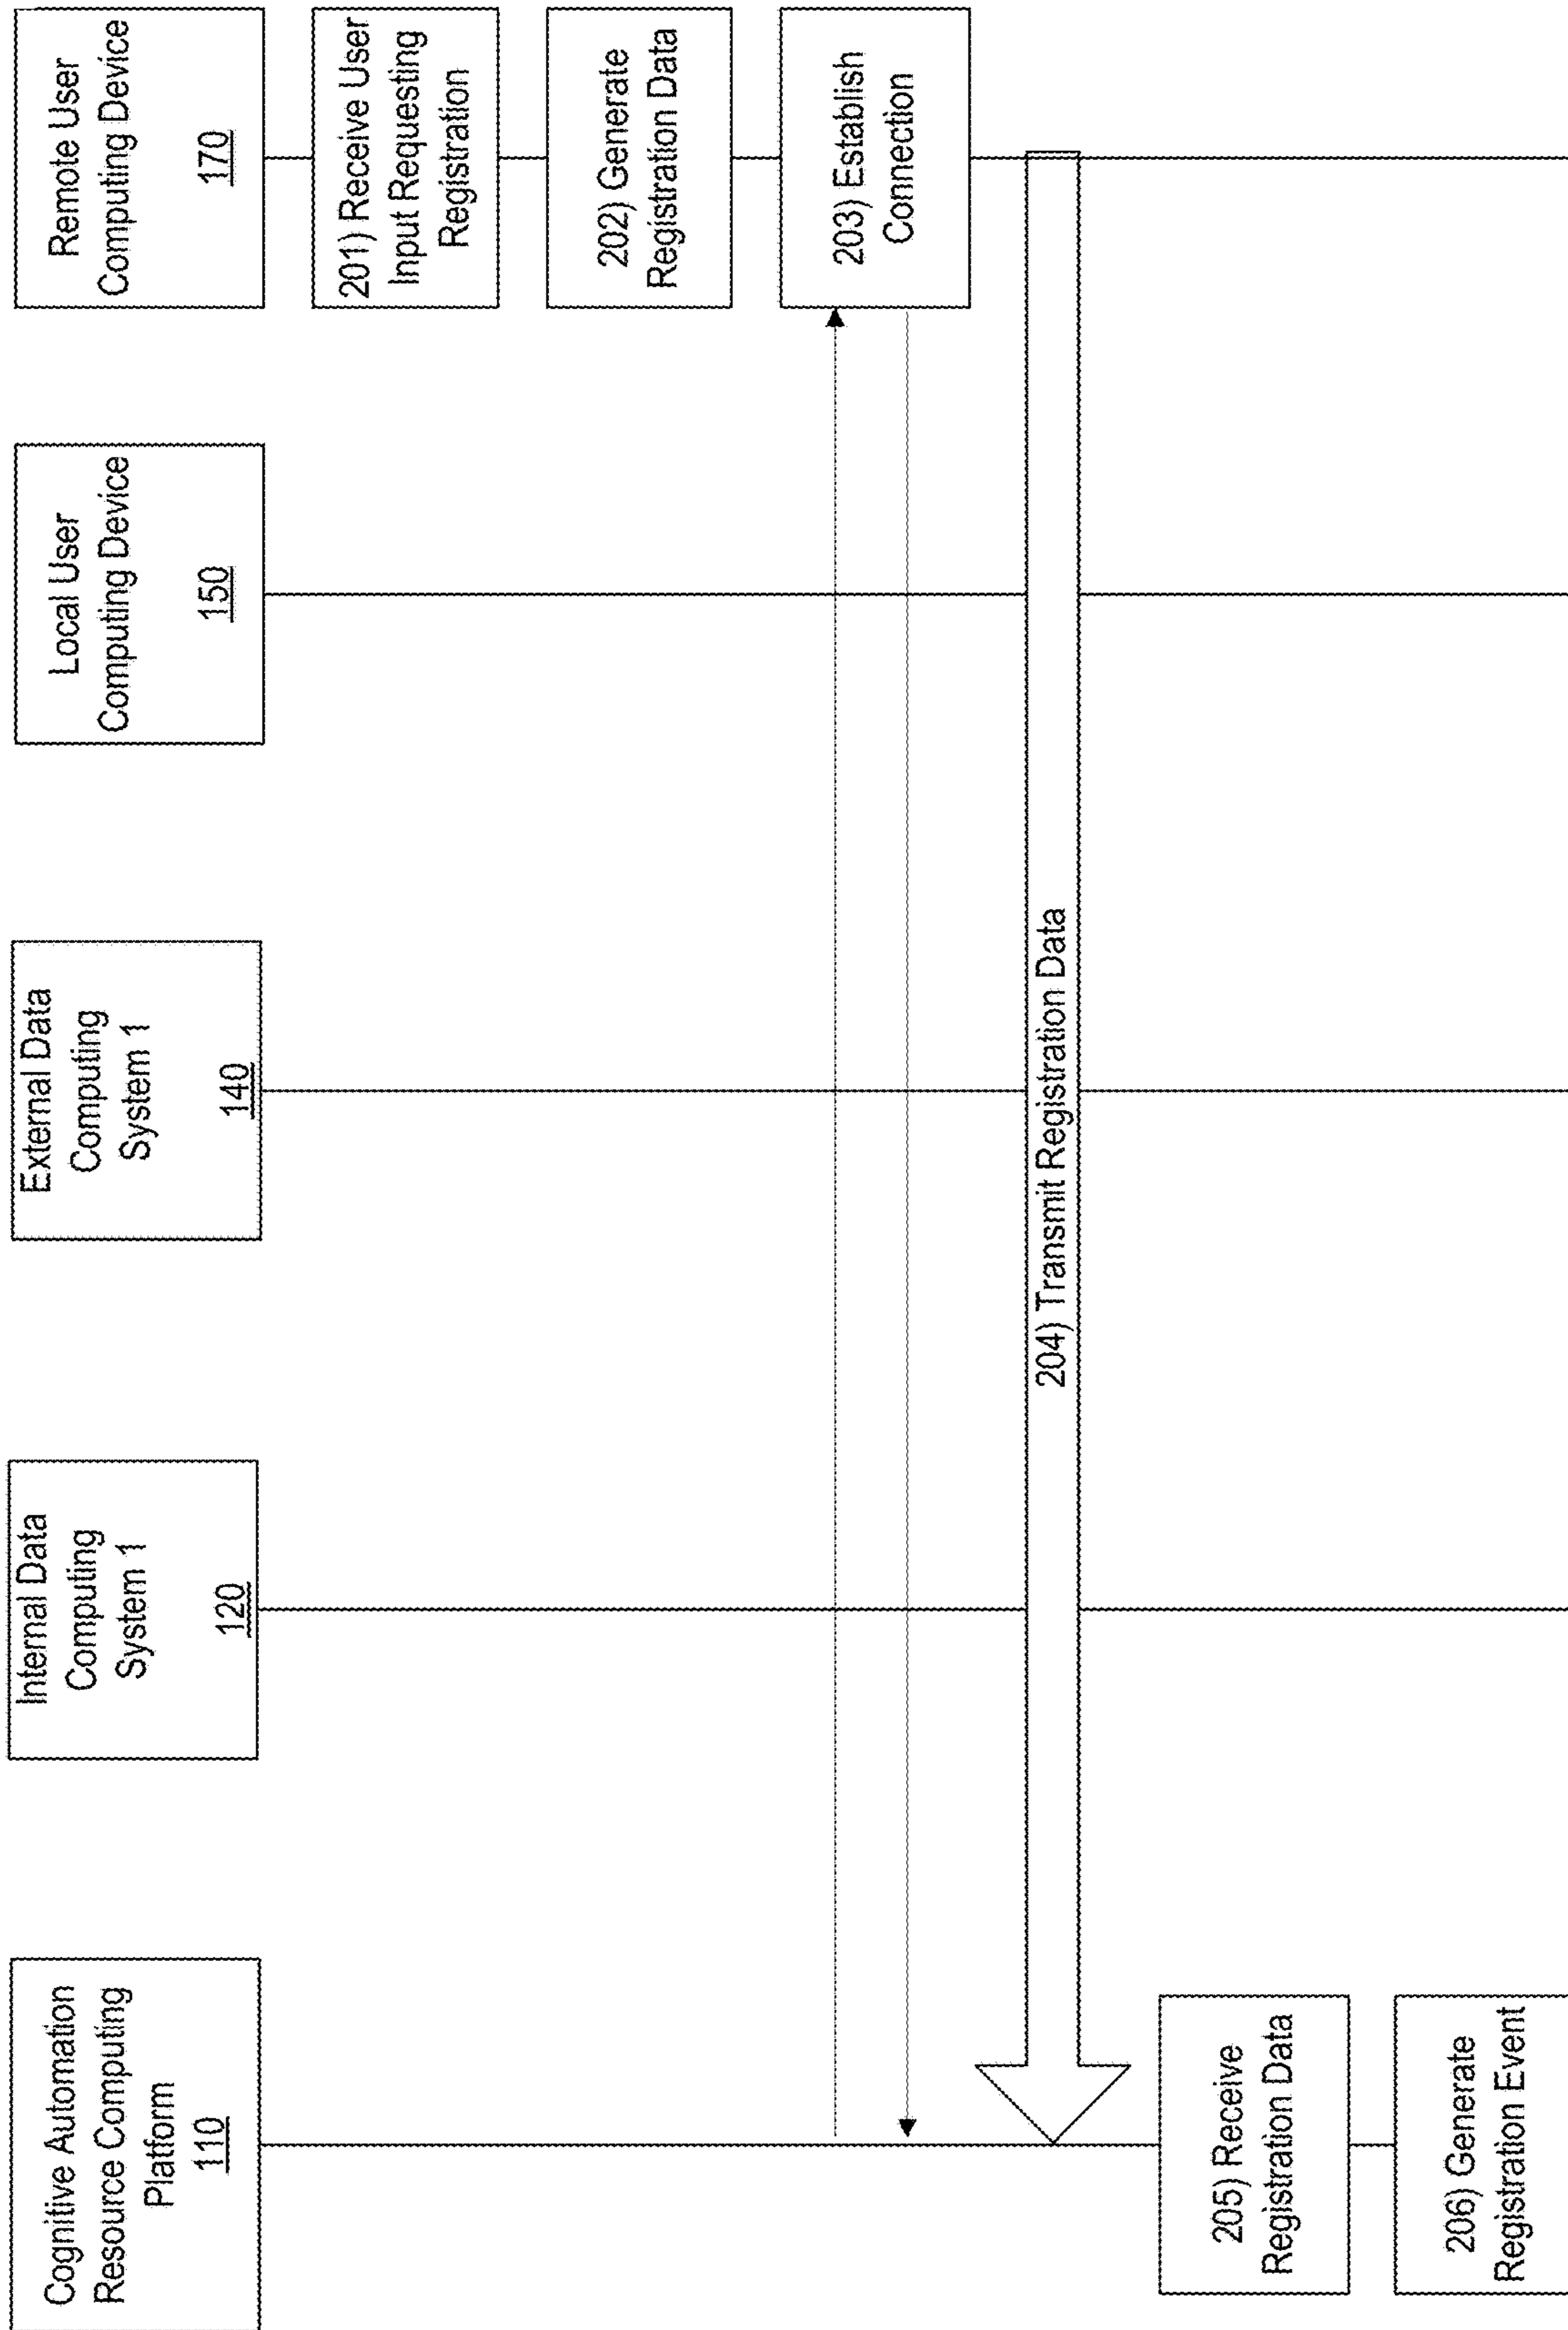 Cognitive Automation
Resource Computing
Platform
110
Internal Data
Computing
System 1
120
External Data
Computing
System 1
140
Local User
Computing Device
150
Remote User
Computing Device
170
201) Receive User
Input Requesting
Registration
202) Generate
Registration Data
203) Establish
Connection
204) Transmit Registration Data
205) Receive
Registration Data
206) Generate
Registration Event